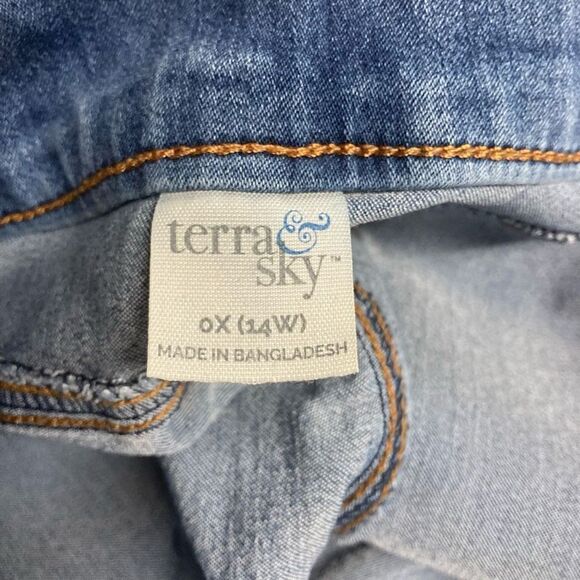 terra &
sky™
0X (14W)
MADE IN BANGLADESH